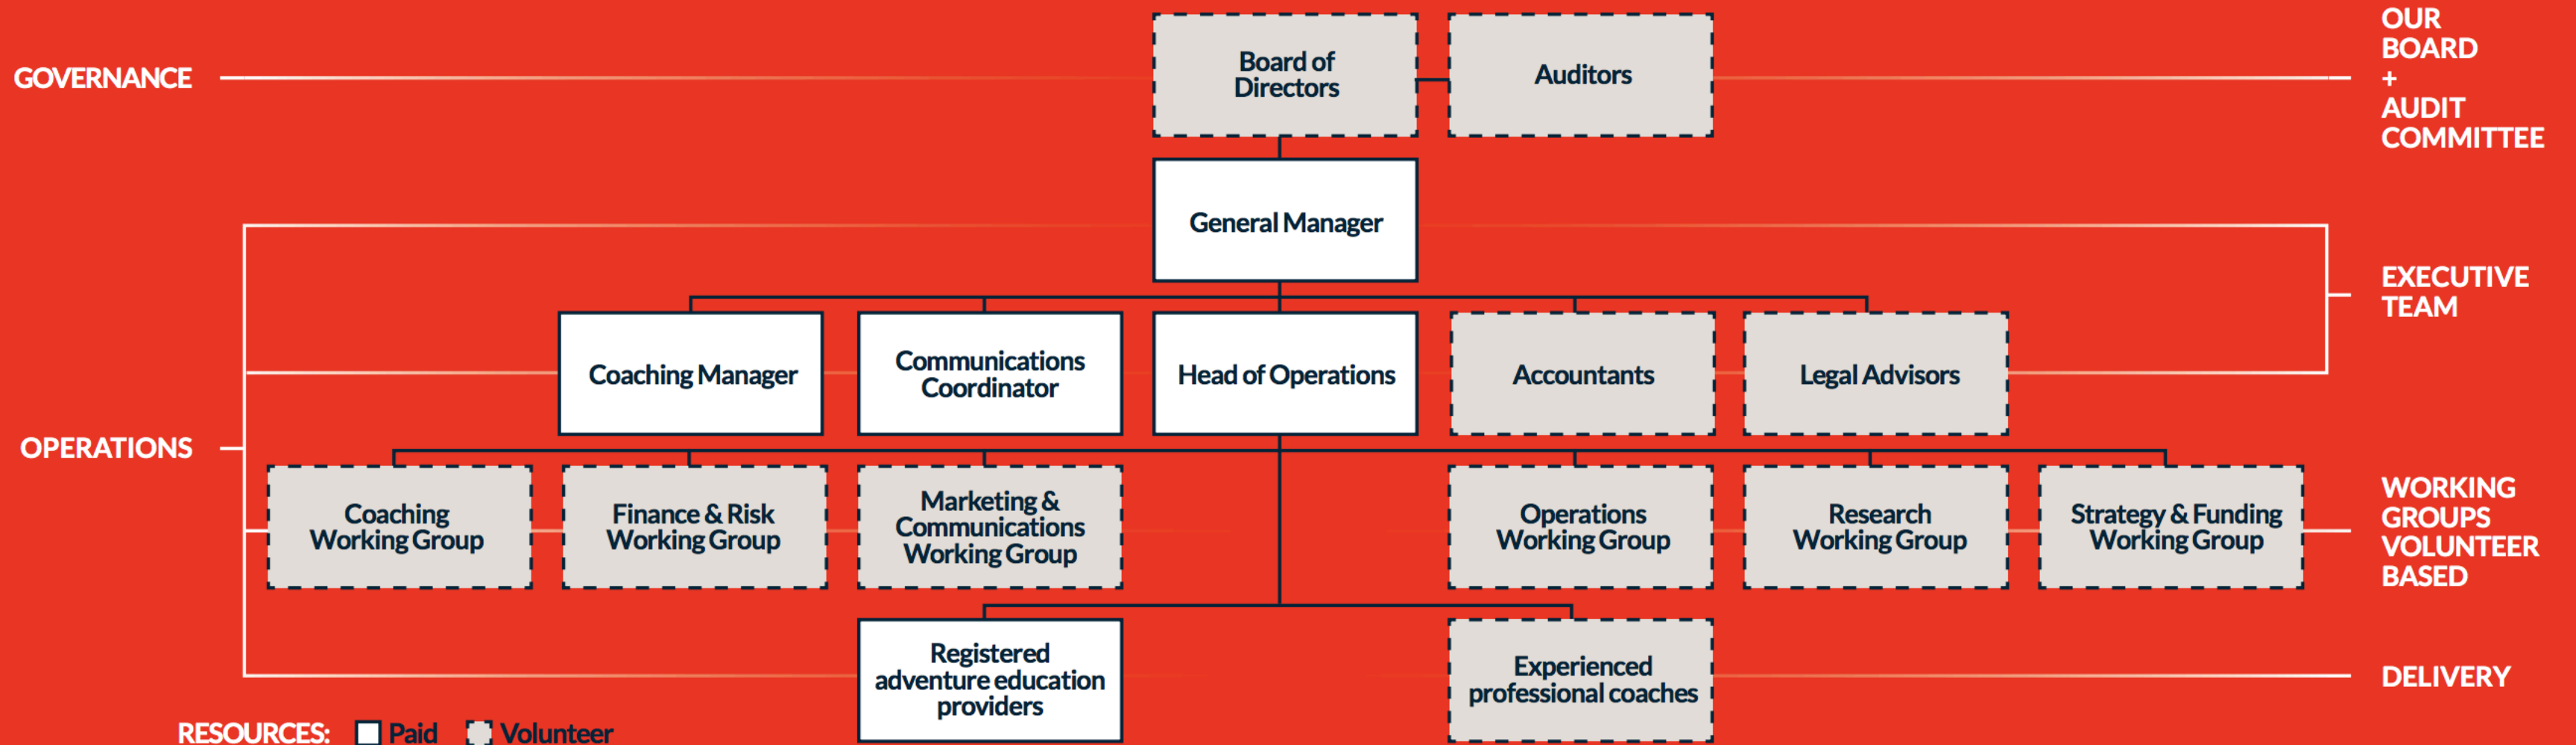 GOVERNANCE
Board of
Directors
Auditors
OUR
BOARD
+
AUDIT
COMMITTEE
General Manager
EXECUTIVE
TEAM
Coaching Manager
Communications
Coordinator
Head of Operations
Accountants
Legal Advisors
OPERATIONS
Coaching
Working Group
Finance & Risk
Working Group
Marketing &
Communications
Working Group
Operations
Working Group
Research
Working Group
Strategy & Funding
Working Group
WORKING
GROUPS
VOLUNTEER
BASED
Registered
adventure education
providers
Experienced
professional coaches
DELIVERY
RESOURCES: Paid Volunteer